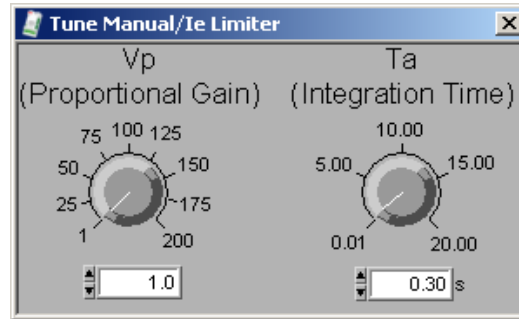 Tune Manual/Ie Limiter
Vp
(Proportional Gain)
1
25
50
75
100
125
150
175
200
1.0
Ta
(Integration Time)
0.01
5.00
10.00
15.00
20.00
0.30 s